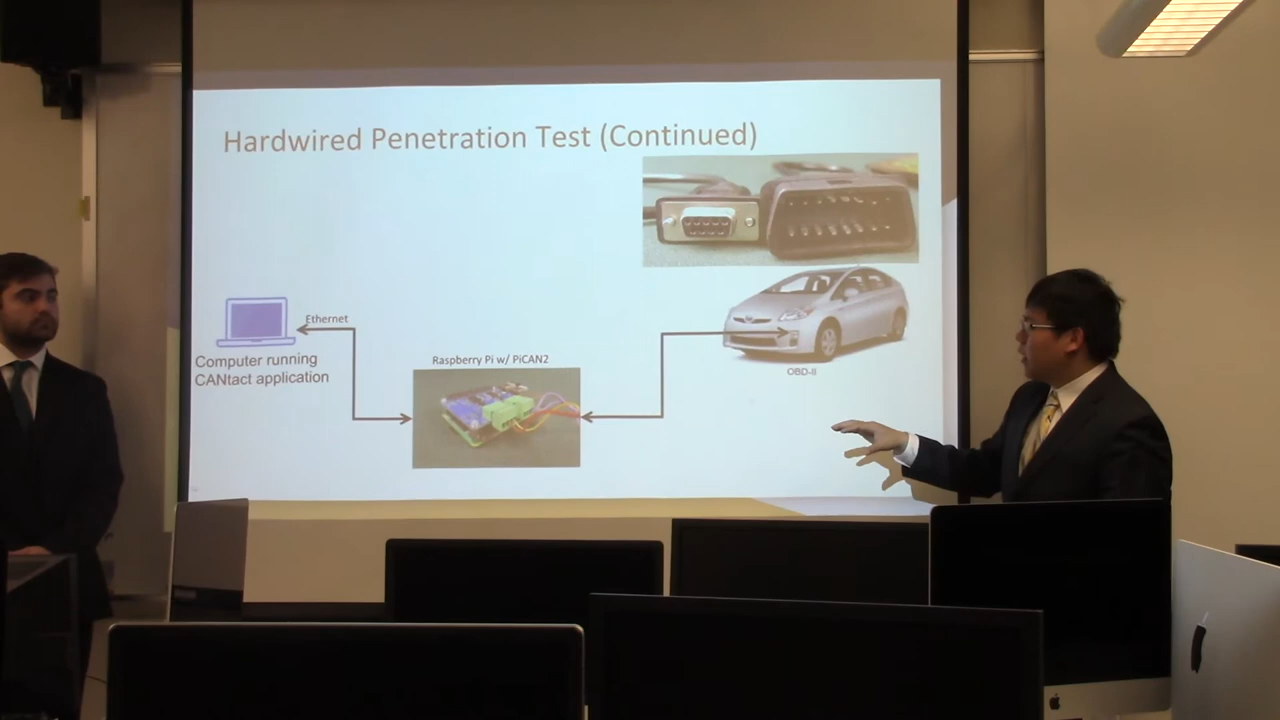 Hardwired Penetration Test (Continued)
Ethernet
Computer running
CANtact application
Raspberry Pi w/ PiCAN2
OBD-II